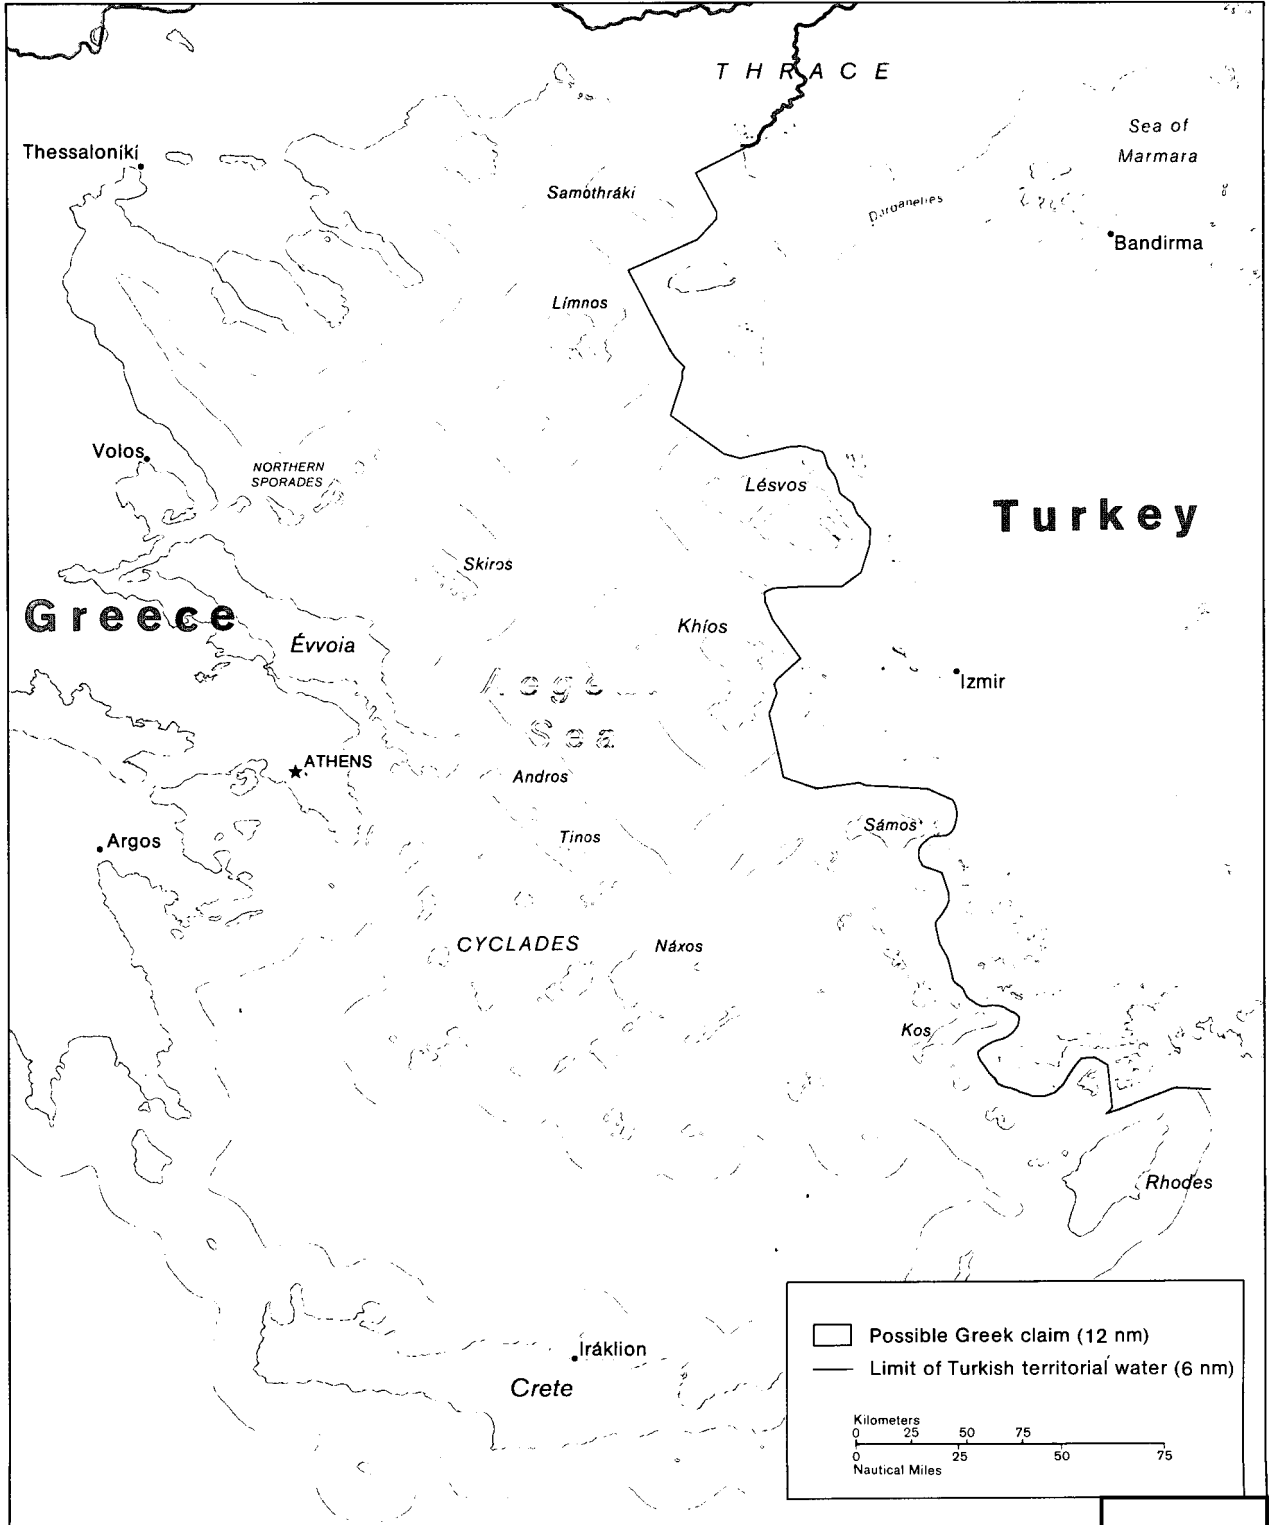 THRACE
Sea of
Marmara
Thessaloníki
Samothráki
Dardanelles
Bandirma
Límnos
Volos
NORTHERN
SPORADES
Lésvos
Turkey
Skiros
Greece
Khíos
Évvoia
Izmir
Sea
ATHENS
Andros
Sámos
Tinos
Argos
CYCLADES
Náxos
Kos
Rhodes
Iráklion
Crete
Possible Greek claim (12 nm)
Limit of Turkish territorial water (6 nm)
Kilometers
0 25 50 75
0 25 50 75
Nautical Miles